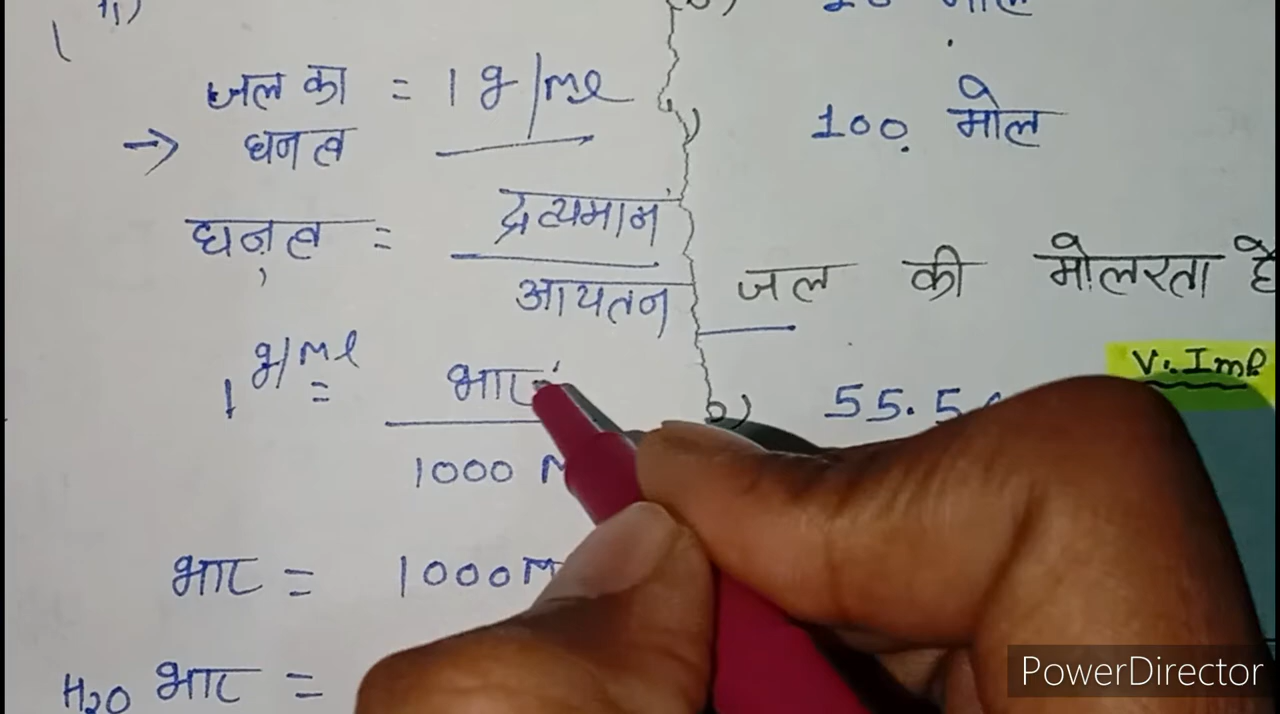 जल का = 1 g/ml
→ घनत्व
घनत्व = द्रव्यमान
आयतन
1 g/ml = भार
1000
भार = 1000 M
H2O भार =
मोल
100 मोल
जल की मोलरता है
V. Imp
b) 55.5
PowerDirector